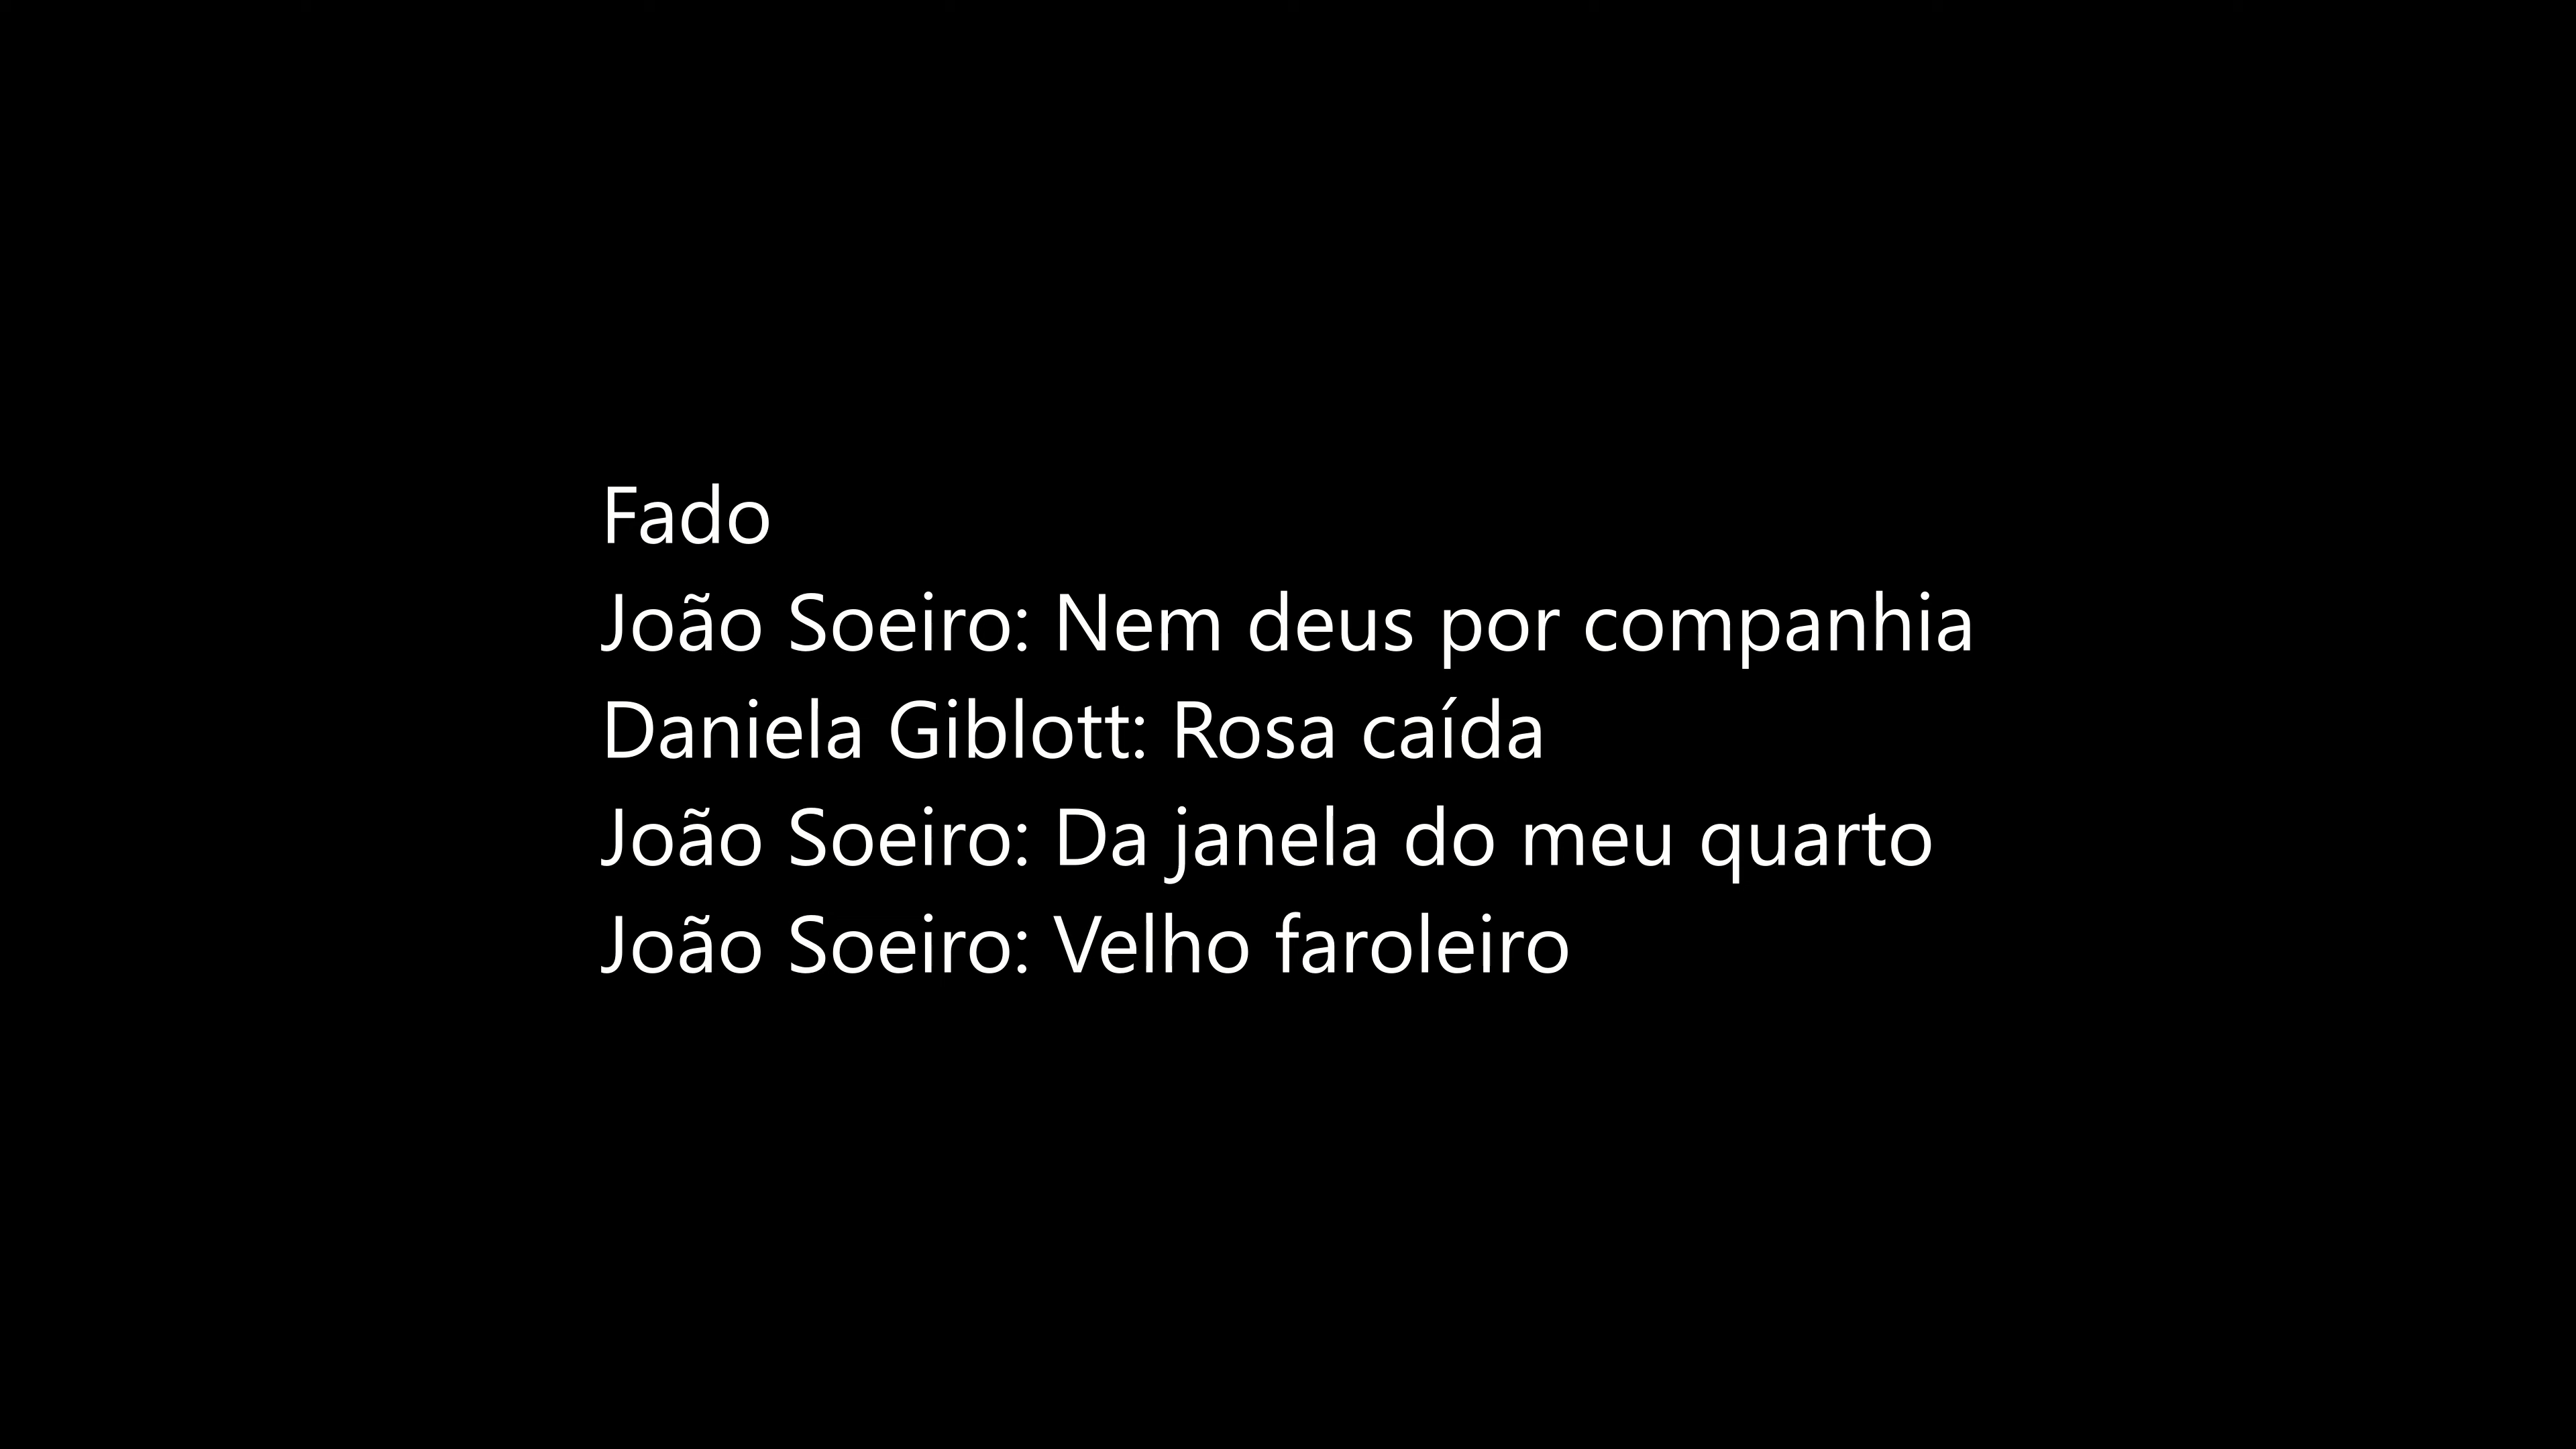 Fado
João Soeiro: Nem deus por companhia
Daniela Giblott: Rosa caída
João Soeiro: Da janela do meu quarto
João Soeiro: Velho faroleiro